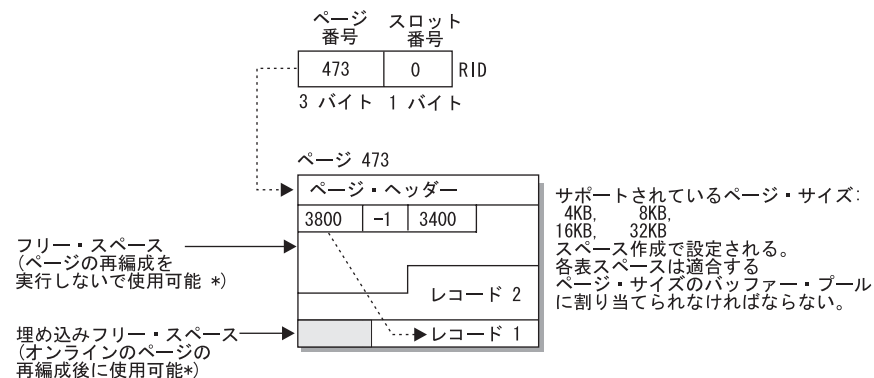 ページ
番号
スロット
番号
473
0
RID
3 バイト
1 バイト
ページ 473
ページ・ヘッダー
3800
-1
3400
レコード 2
レコード 1
フリー・スペース
(ページの再編成を
実行しないで使用可能 *)
埋め込みフリー・スペース
(オンラインのページの
再編成後に使用可能*)
サポートされているページ・サイズ:
4KB, 8KB,
16KB, 32KB
スペース作成で設定される。
各表スペースは適合する
ページ・サイズのバッファー・プール
に割り当てられなければならない。